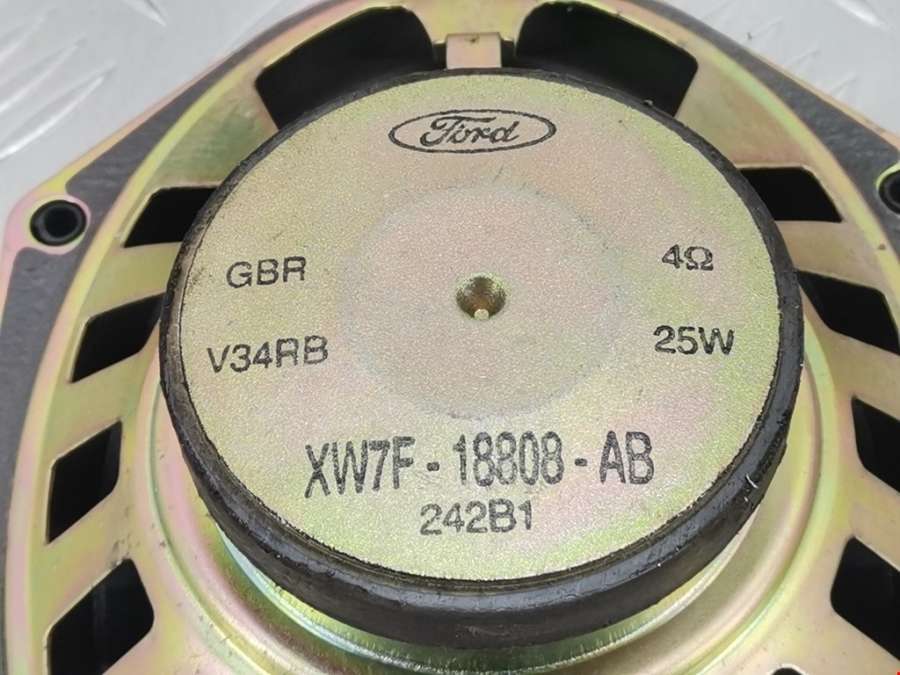 Ford
GBR 4Ω
V34RB 25W
XW7F-18808-AB
242B1